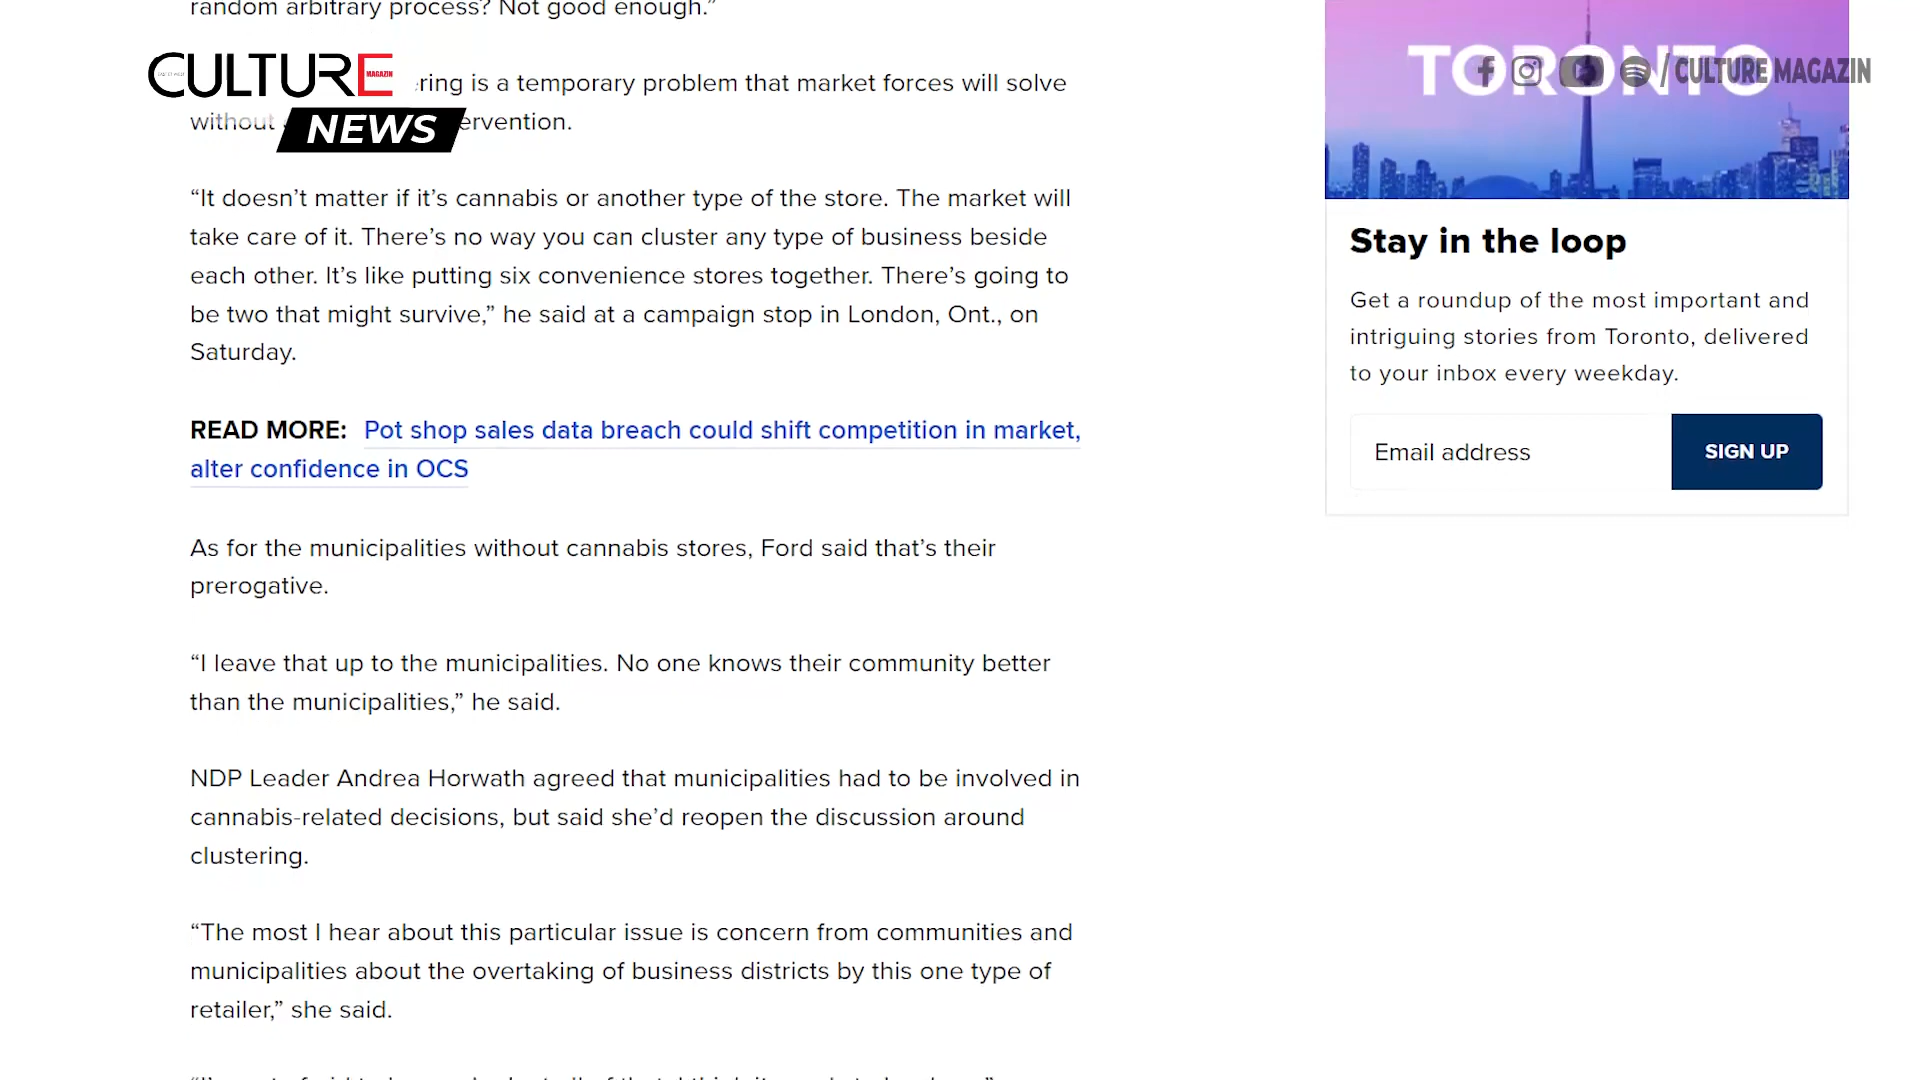 random arbitrary process? Not good enough.”
CULTURE
MAGAZIN
NEWS
ring is a temporary problem that market forces will solve
without ervention.
“It doesn’t matter if it’s cannabis or another type of the store. The market will
take care of it. There’s no way you can cluster any type of business beside
each other. It’s like putting six convenience stores together. There’s going to
be two that might survive,” he said at a campaign stop in London, Ont., on
Saturday.
READ MORE: Pot shop sales data breach could shift competition in market,
alter confidence in OCS
As for the municipalities without cannabis stores, Ford said that’s their
prerogative.
“I leave that up to the municipalities. No one knows their community better
than the municipalities,” he said.
NDP Leader Andrea Horwath agreed that municipalities had to be involved in
cannabis-related decisions, but said she’d reopen the discussion around
clustering.
“The most I hear about this particular issue is concern from communities and
municipalities about the overtaking of business districts by this one type of
retailer,” she said.
TORONTO
/ CULTURE MAGAZIN
Stay in the loop
Get a roundup of the most important and
intriguing stories from Toronto, delivered
to your inbox every weekday.
Email address
SIGN UP